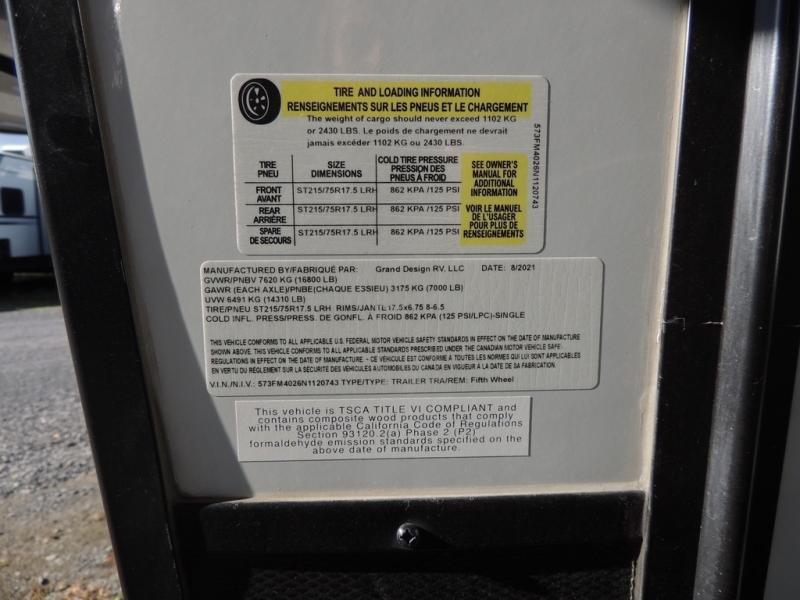 TIRE AND LOADING INFORMATION
RENSEIGNEMENTS SUR LES PNEUS ET LE CHARGEMENT
The weight of cargo should never exceed 1102 KG
or 2430 LBS. Le poids de chargement ne devrait
jamais excéder 1102 KG ou 2430 LBS.
TIRE PNEU SIZE DIMENSIONS COLD TIRE PRESSURE PRESSION DES PNEUS À FROID
FRONT AVANT ST215/75R17.5 LRH 862 KPA /125 PSI
REAR ARRIÈRE ST215/75R17.5 LRH 862 KPA /125 PSI
SPARE DE SECOURS ST215/75R17.5 LRH 862 KPA /125 PSI
SEE OWNER'S
MANUAL FOR
ADDITIONAL
INFORMATION
VOIR LE MANUEL
DE L'USAGER
POUR PLUS DE
RENSEIGNEMENTS
573FM4026N1120743
MANUFACTURED BY/FABRIQUÉ PAR: Grand Design RV, LLC DATE: 8/2021
GVWR/PNBV 7620 KG (16800 LB)
GAWR (EACH AXLE)/PNBE(CHAQUE ESSIEU) 3175 KG (7000 LB)
UVW 6491 KG (14310 LB)
TIRE/PNEU ST215/75R17.5 LRH RIMS/JANTE17.5x6.75 8-6.5
COLD INFL. PRESS/PRESS. DE GONFL. À FROID 862 KPA (125 PSI/LPC)-SINGLE
THIS VEHICLE CONFORMS TO ALL APPLICABLE U.S. FEDERAL MOTOR VEHICLE SAFETY STANDARDS IN EFFECT ON THE DATE OF MANUFACTURE
SHOWN ABOVE. THIS VEHICLE CONFORMS TO ALL APPLICABLE STANDARDS PRESCRIBED UNDER THE CANADIAN MOTOR VEHICLE SAFE-
REGULATIONS IN EFFECT ON THE DATE OF MANUFACTURE. - CE VÉHICULE EST CONFORME A TOUTES LES NORMES QUI LUI SONT APPLICABLES
EN VERTU DU RÈGLEMENT SUR LA SÉCURITÉ DES VÉHICULES AUTOMOBILES DU CANADA EN VIGUEUR À LA DATE DE SA FABRICATION.
V.I.N./N.I.V.: 573FM4026N1120743 TYPE/TYPE: TRAILER TRA/REM: Fifth Wheel
This vehicle is TSCA TITLE VI COMPLIANT and
contains composite wood products that comply
with the applicable California Code of Regulations
Section 93120.2(a) Phase 2 (P2)
formaldehyde emission standards specified on the
above date of manufacture.